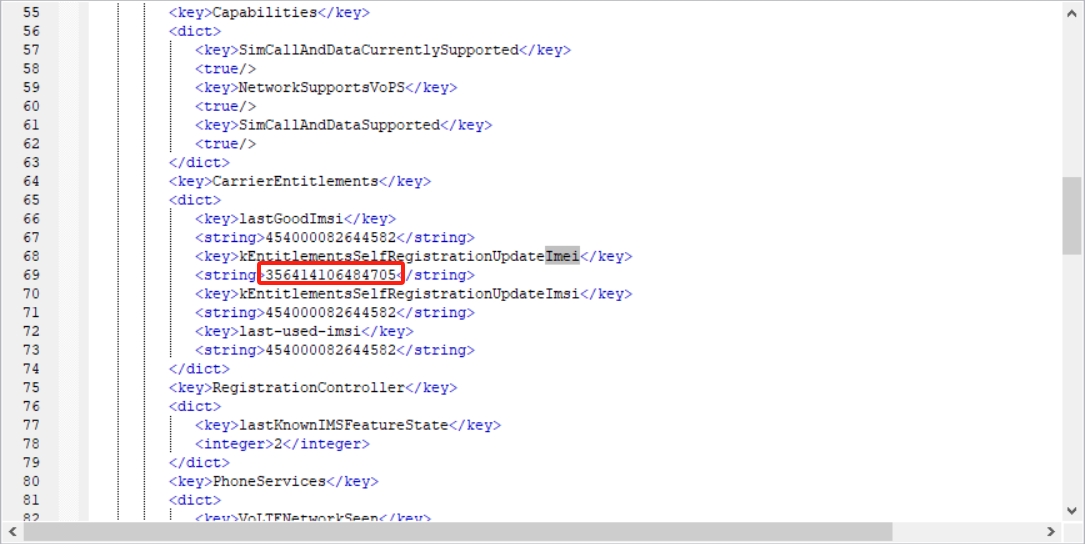 55 <key>Capabilities</key>
56 <dict>
57 <key>SimCallAndDataCurrentlySupported</key>
58 <true/>
59 <key>NetworkSupportsVoPS</key>
60 <true/>
61 <key>SimCallAndDataSupported</key>
62 <true/>
63 </dict>
64 <key>CarrierEntitlements</key>
65 <dict>
66 <key>lastGoodImsi</key>
67 <string>454000082644582</string>
68 <key>kEntitlementsSelfRegistrationUpdateImei</key>
69 <string>356414106484705</string>
70 <key>kEntitlementsSelfRegistrationUpdateImsi</key>
71 <string>454000082644582</string>
72 <key>last-used-imsi</key>
73 <string>454000082644582</string>
74 </dict>
75 <key>RegistrationController</key>
76 <dict>
77 <key>lastKnownIMSFeatureState</key>
78 <integer>2</integer>
79 </dict>
80 <key>PhoneServices</key>
81 <dict>
82 <key>VoLTENetworkSeen</key>